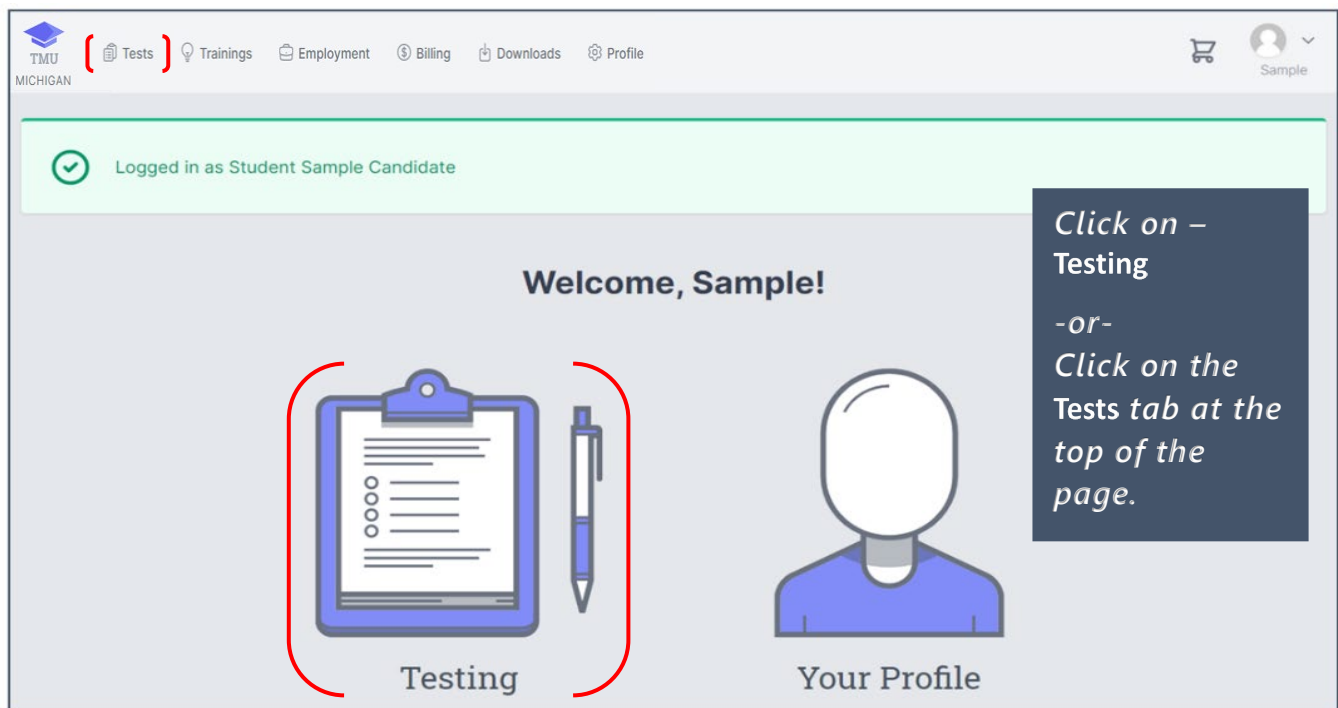 TMU
MICHIGAN
Tests Trainings Employment Billing Downloads Profile
Sample
Logged in as Student Sample Candidate
Welcome, Sample!
Click on –
Testing
-or-
Click on the
Tests tab at the
top of the
page.
Testing
Your Profile